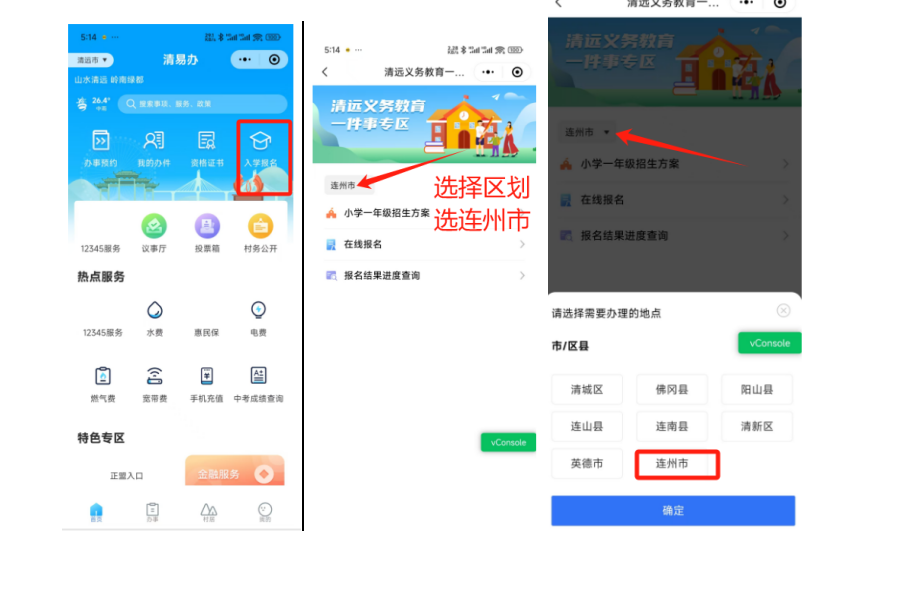 5:14
清远市
清易办
山水清远 岭南绿都
26.4°
搜索事项、服务、政策
办事预约
我的办件
资格证书
入学报名
12345服务
议事厅
投票箱
村务公开
热点服务
12345服务
水费
惠民保
电费
燃气费
宽带费
手机充值
中考成绩查询
特色专区
正盟入口
金融服务
首页
办事
村居
我的
5:14
清远义务教育一...
清远义务教育
一件事专区
连州市
选择区划
选连州市
小学一年级招生方案
在线报名
报名结果进度查询
vConsole
清远义务教育一...
清远义务教育
一件事专区
连州市
小学一年级招生方案
在线报名
报名结果进度查询
请选择需要办理的地点
市/区县
vConsole
清城区
佛冈县
阳山县
连山县
连南县
清新区
英德市
连州市
确定